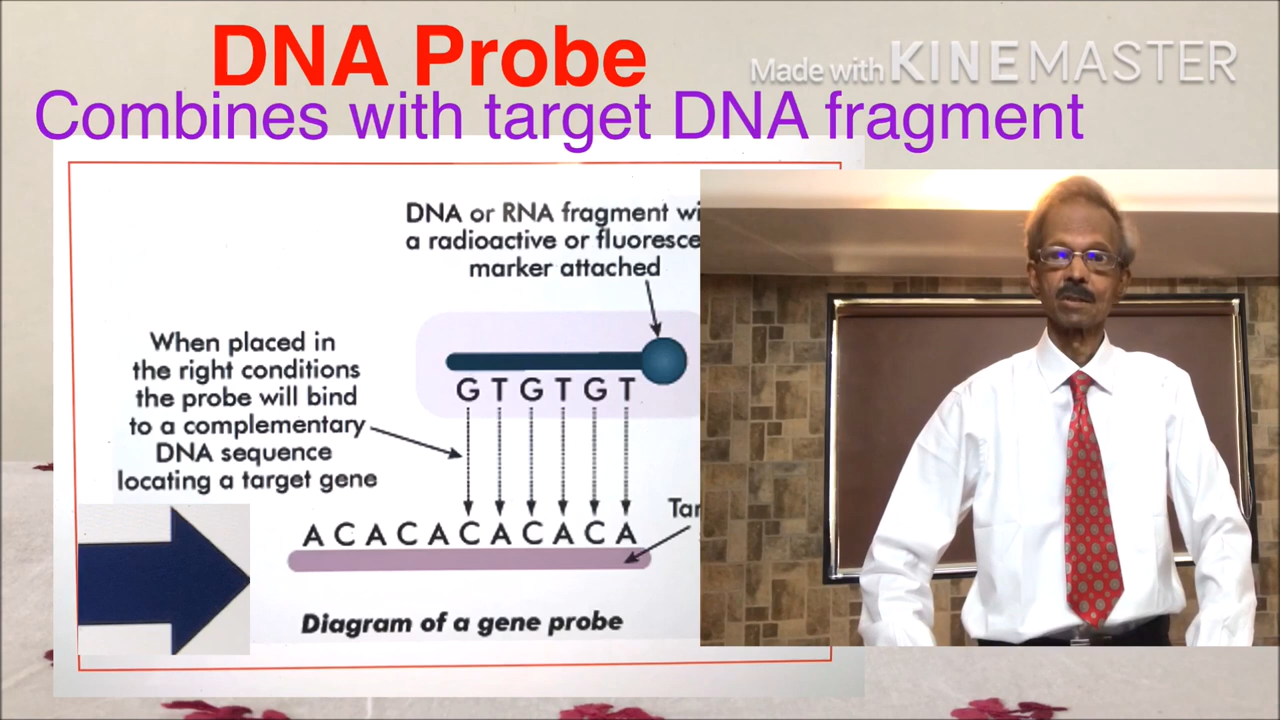 DNA Probe
Made with KINEMASTER
Combines with target DNA fragment
DNA or RNA fragment
a radioactive or
marker attached
When placed in
the right conditions
the probe will bind
to a complementary
DNA sequence
locating a target gene
G T G T G T
A C A C A C A C A C A
Diagram of a gene probe